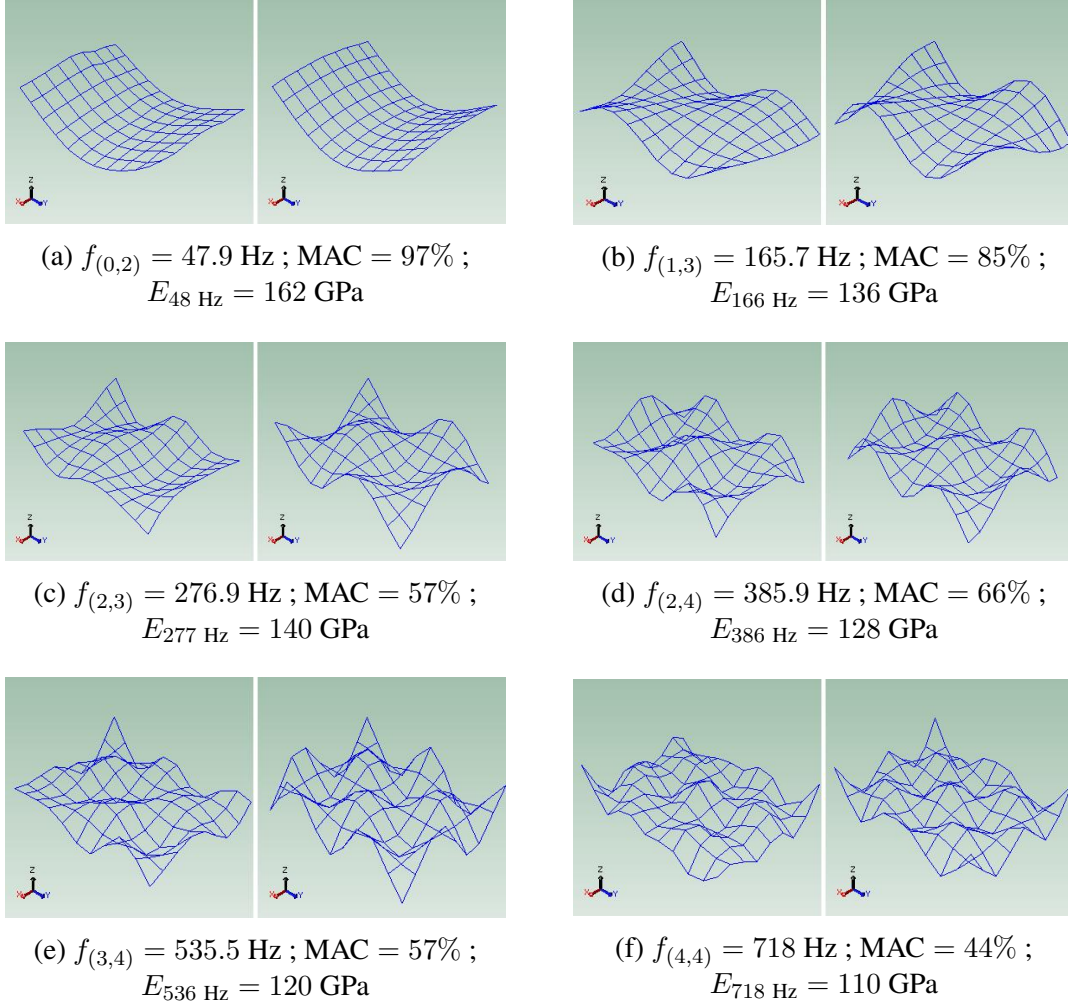 Z
X
Y
Z
X
Y
Z
X
Y
Z
X
Y
(a) f(0,2) = 47.9 Hz ; MAC = 97% ;
E48 Hz = 162 GPa
(b) f(1,3) = 165.7 Hz ; MAC = 85% ;
E166 Hz = 136 GPa
Z
X
Y
Z
X
Y
Z
X
Y
Z
X
Y
(c) f(2,3) = 276.9 Hz ; MAC = 57% ;
E277 Hz = 140 GPa
(d) f(2,4) = 385.9 Hz ; MAC = 66% ;
E386 Hz = 128 GPa
Z
X
Y
Z
X
Y
Z
X
Y
Z
X
Y
(e) f(3,4) = 535.5 Hz ; MAC = 57% ;
E536 Hz = 120 GPa
(f) f(4,4) = 718 Hz ; MAC = 44% ;
E718 Hz = 110 GPa